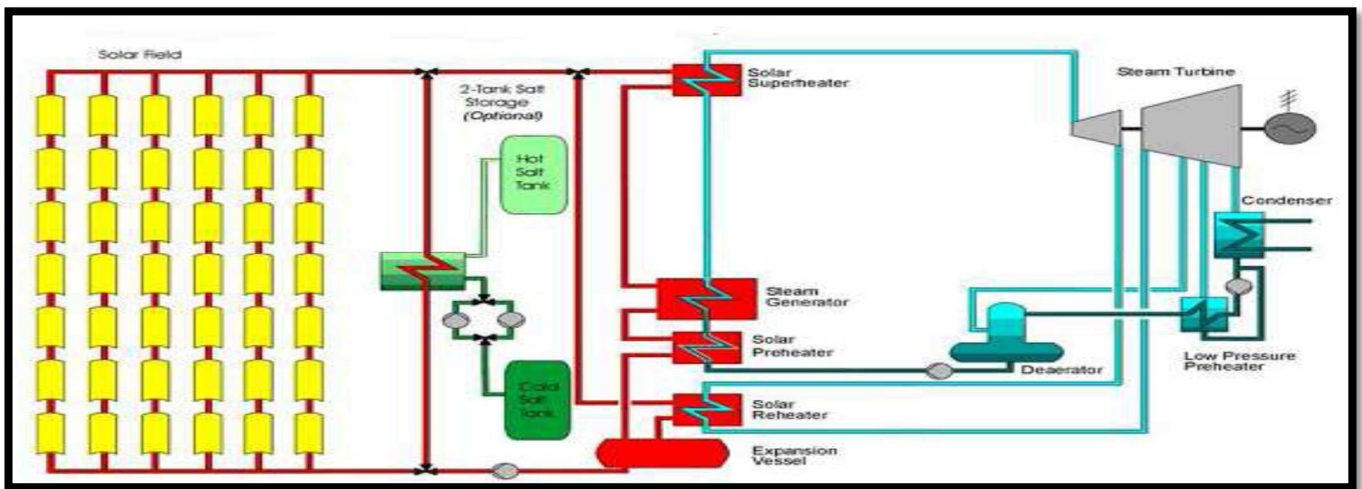 Solar Field
2-Tank Salt
Storage
(Optional)
Hot
Salt
Tank
Cold
Salt
Tank
Solar
Superheater
Steam Turbine
Condenser
Steam
Generator
Solar
Preheater
Deaerator
Low Pressure
Preheater
Solar
Reheater
Expansion
Vessel